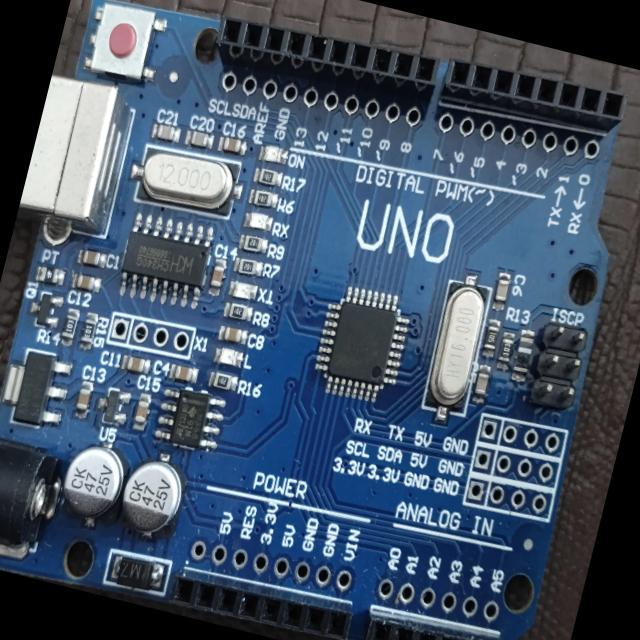 C21 C20 C16
SCL SDA AREF GND 13 12 ~11 ~10 ~9 8 7 ~6 ~5 4 ~3 2 TX→1 RX←0
12.000
ON
R17
W6
RX
R9
R7
X1
R8
C8
L
R16
DIGITAL PWM(~)
UNO
PT
C1
C14
C12
R14
X1
C11
C4
C13
C15
U5
C6
R13
ISCP
RX TX 5V GND
SCL SDA 5V GND
3.3V 3.3V GND GND
CK
47
25V
CK
47
25V
POWER
5V RES 3.3V 5V GND GND VIN
ANALOG IN
A0 A1 A2 A3 A4 A5
M7